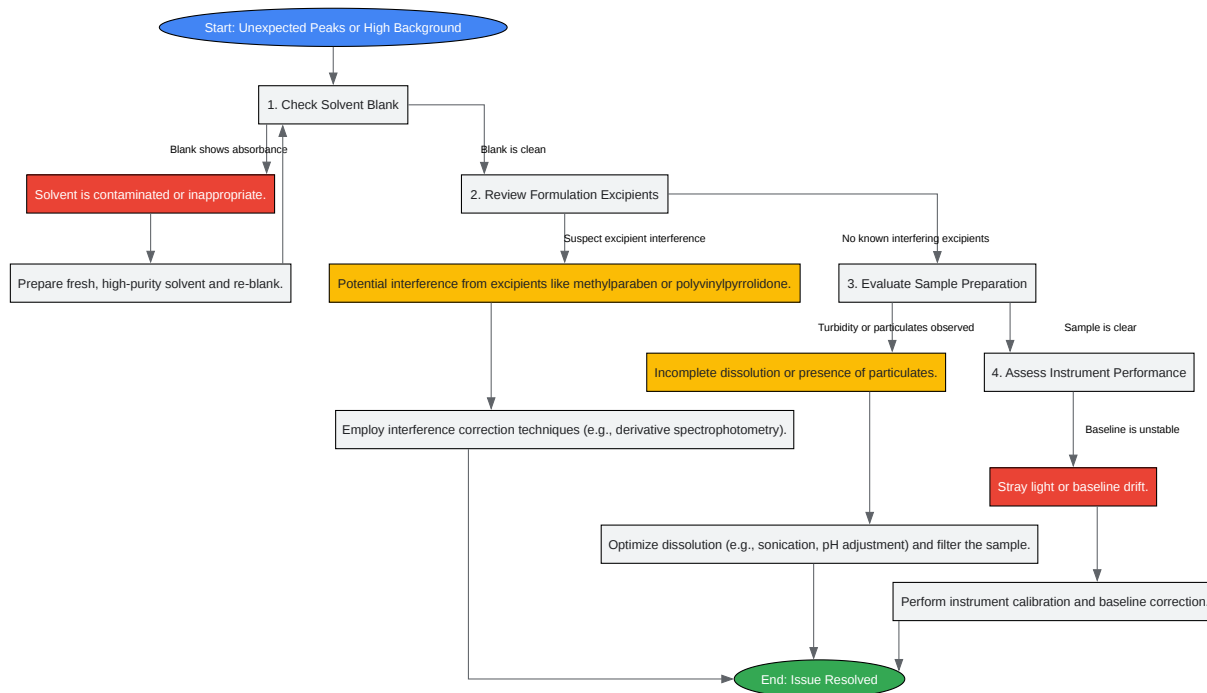 Start: Unexpected Peaks or High Background
1. Check Solvent Blank
Blank shows absorbance
Blank is clean
Solvent is contaminated or inappropriate.
2. Review Formulation Excipients
Suspect excipient interference
No known interfering excipients
Prepare fresh, high-purity solvent and re-blank.
Potential interference from excipients like methylparaben or polyvinylpyrrolidone.
3. Evaluate Sample Preparation
Turbidity or particulates observed
Sample is clear
Incomplete dissolution or presence of particulates.
4. Assess Instrument Performance
Employ interference correction techniques (e.g., derivative spectrophotometry).
Baseline is unstable
Stray light or baseline drift.
Optimize dissolution (e.g., sonication, pH adjustment) and filter the sample.
Perform instrument calibration and baseline correction.
End: Issue Resolved